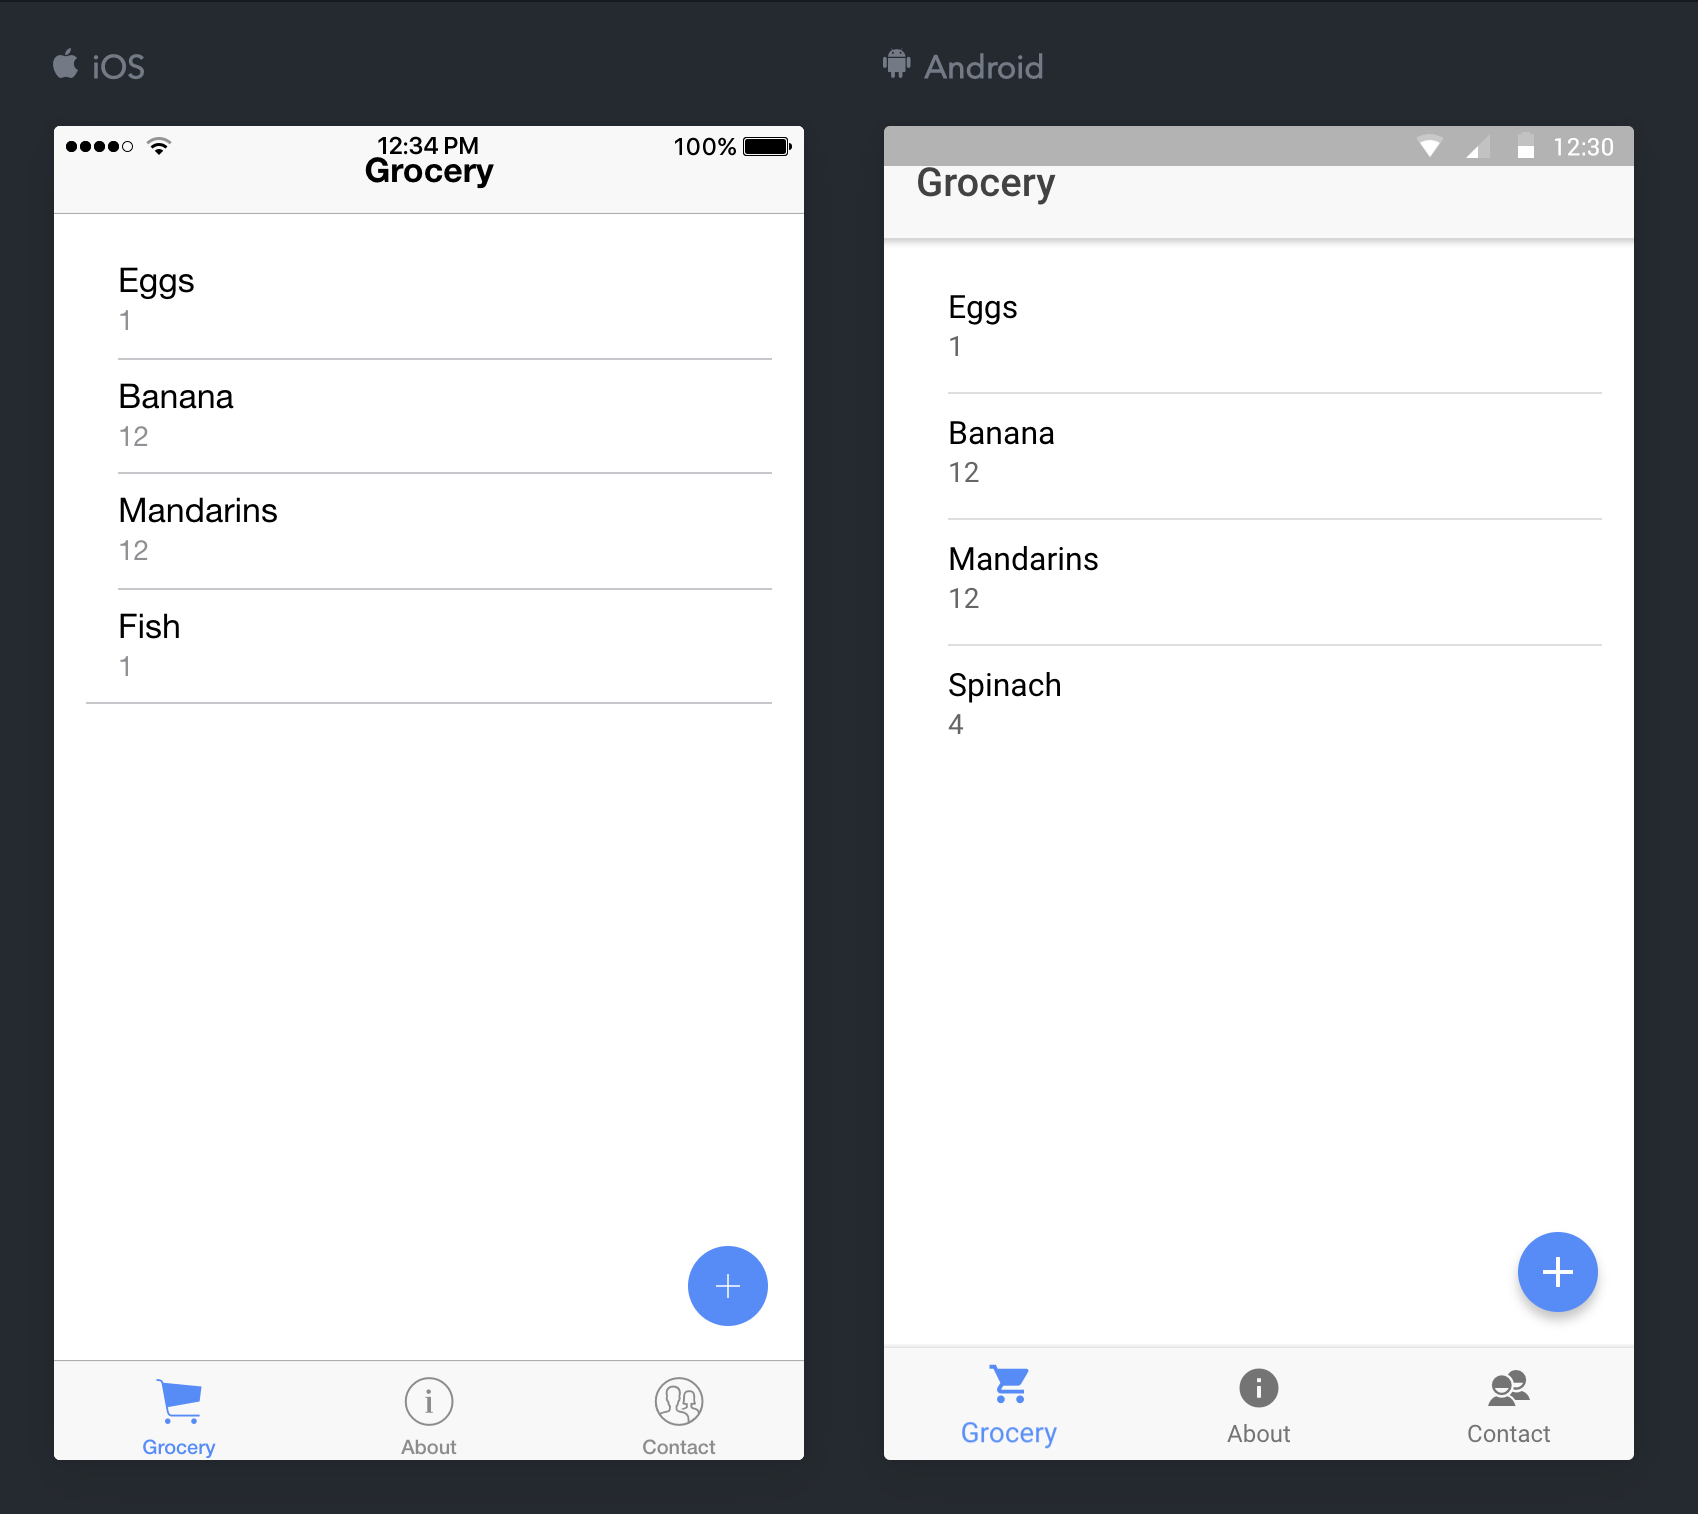 iOS
12:34 PM
100%
Grocery
Eggs
1
Banana
12
Mandarins
12
Fish
1
Grocery
About
Contact
Android
12:30
Grocery
Eggs
1
Banana
12
Mandarins
12
Spinach
4
Grocery
About
Contact